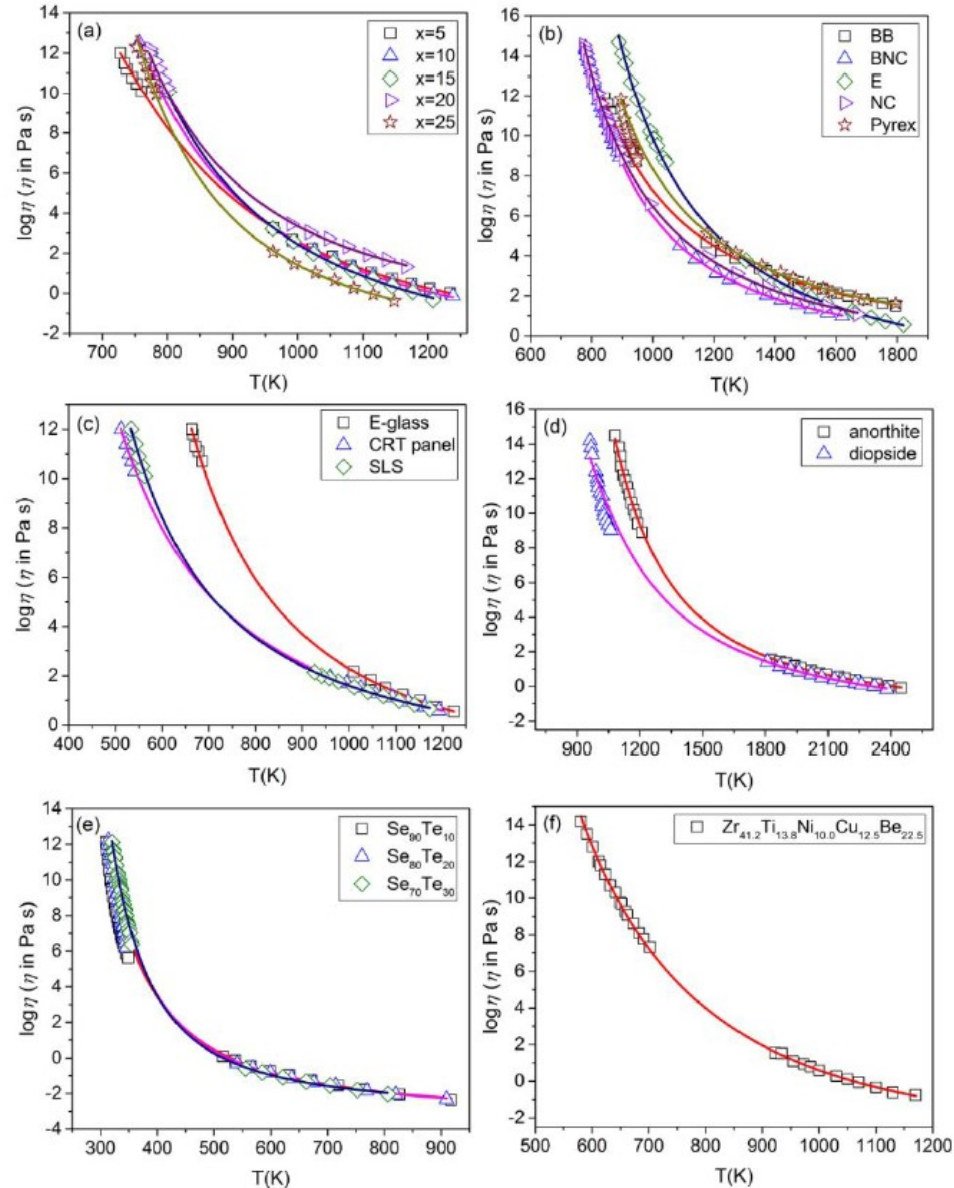 (a)
x=5
x=10
x=15
x=20
x=25
logη (η in Pa s)
16
14
12
10
8
6
4
2
0
-2
700
800
900
1000
1100
1200
T(K)
(b)
BB
BNC
E
NC
Pyrex
logη (η in Pa s)
16
14
12
10
8
6
4
2
0
600
800
1000
1200
1400
1600
1800
T(K)
(c)
E-glass
CRT panel
SLS
logη (η in Pa s)
12
10
8
6
4
2
0
400
500
600
700
800
900
1000
1100
1200
T(K)
(d)
anorthite
diopside
logη (η in Pa s)
16
14
12
10
8
6
4
2
0
-2
900
1200
1500
1800
2100
2400
T(K)
(e)
Se90Te10
Se80Te20
Se70Te30
logη (η in Pa s)
14
12
10
8
6
4
2
0
-2
-4
300
400
500
600
700
800
900
T(K)
(f)
Zr41.2Ti13.8Ni10.0Cu12.5Be22.5
logη (η in Pa s)
14
12
10
8
6
4
2
0
-2
500
600
700
800
900
1000
1100
1200
T(K)